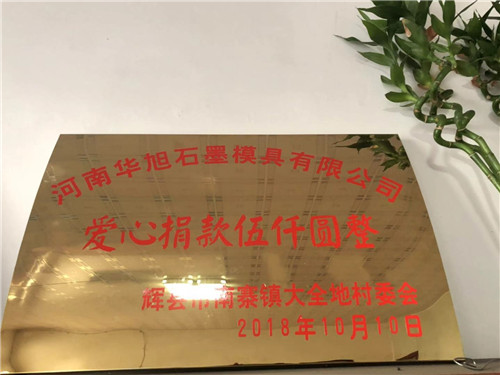 河南华旭石墨模具有限公司
爱心捐款伍仟圆整
辉县市南寨镇大全地村委会
2018年10月10日